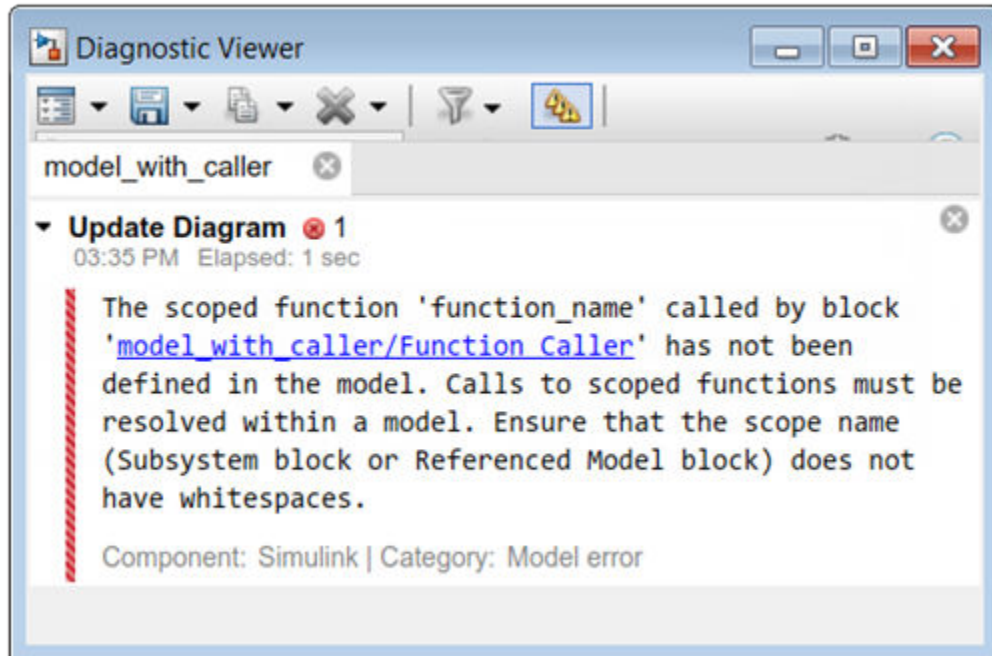 Diagnostic Viewer
model_with_caller
Update Diagram 1
03:35 PM Elapsed: 1 sec
The scoped function 'function_name' called by block
'model_with_caller/Function Caller' has not been
defined in the model. Calls to scoped functions must be
resolved within a model. Ensure that the scope name
(Subsystem block or Referenced Model block) does not
have whitespaces.
Component: Simulink | Category: Model error